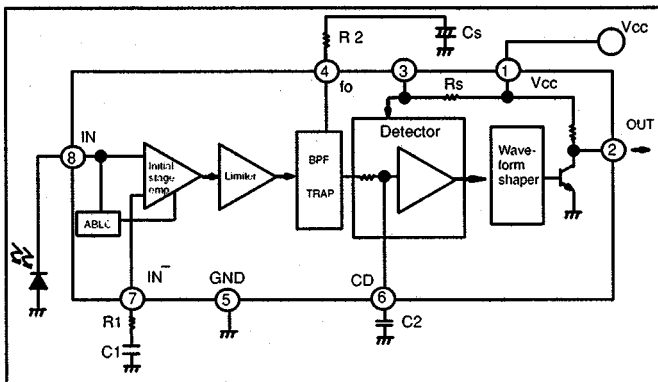 R 2
Cs
Vcc
4
3
1
fo
Rs
Vcc
IN
Detector
OUT
8
Initial
stage
amp
Limiter
BPF
TRAP
Wave-
form
shaper
2
ABLC
IN-
GND
CD
7
5
6
R1
C2
C1